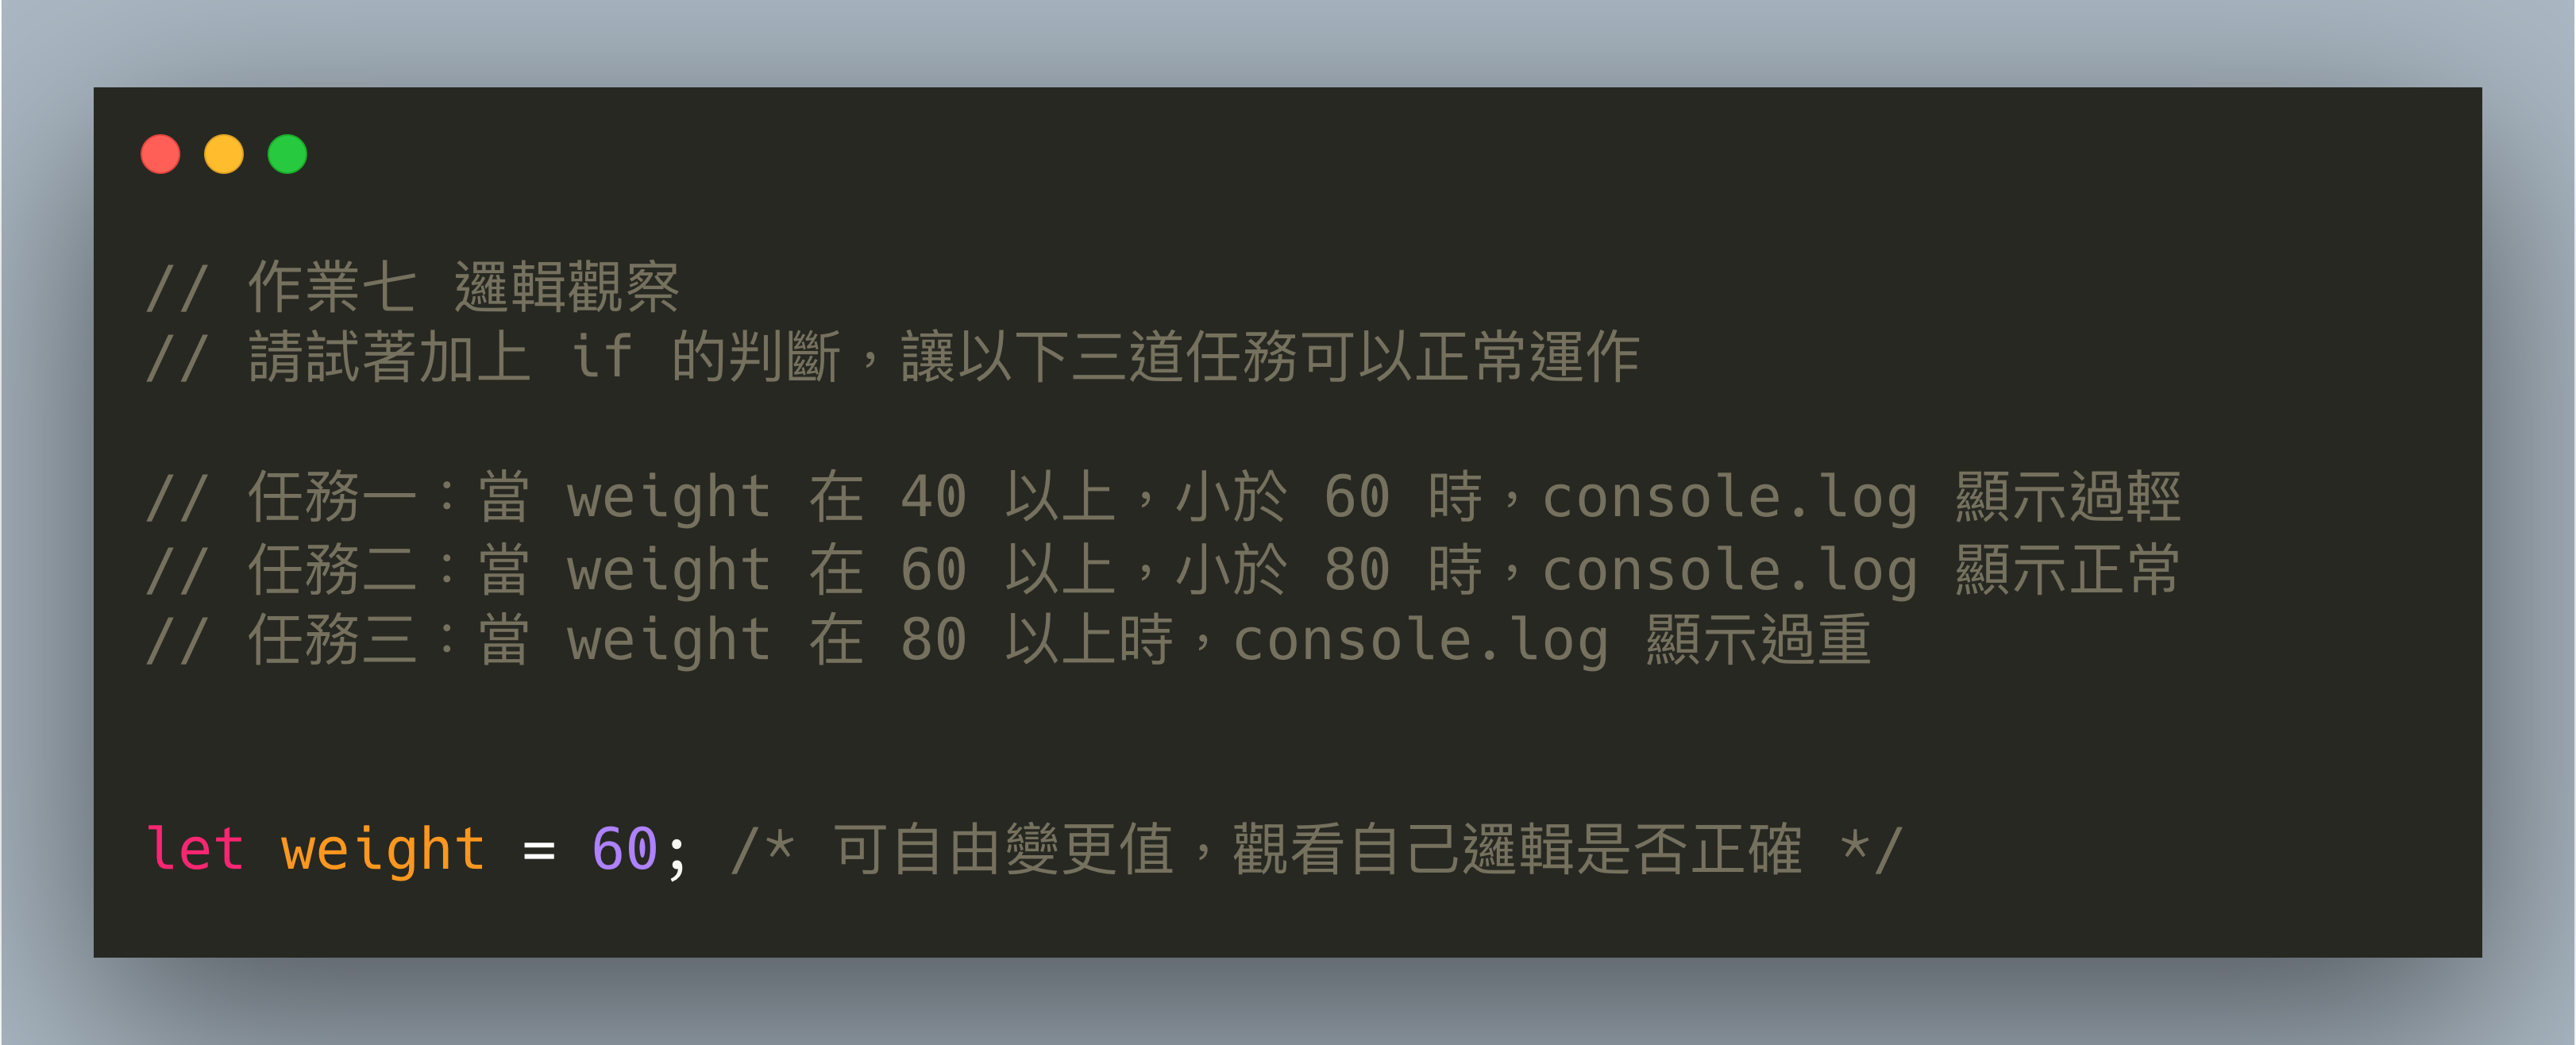 // 作業七 邏輯觀察
// 請試著加上 if 的判斷，讓以下三道任務可以正常運作
// 任務一：當 weight 在 40 以上，小於 60 時，console.log 顯示過輕
// 任務二：當 weight 在 60 以上，小於 80 時，console.log 顯示正常
// 任務三：當 weight 在 80 以上時，console.log 顯示過重
let weight = 60; /* 可自由變更值，觀看自己邏輯是否正確 */